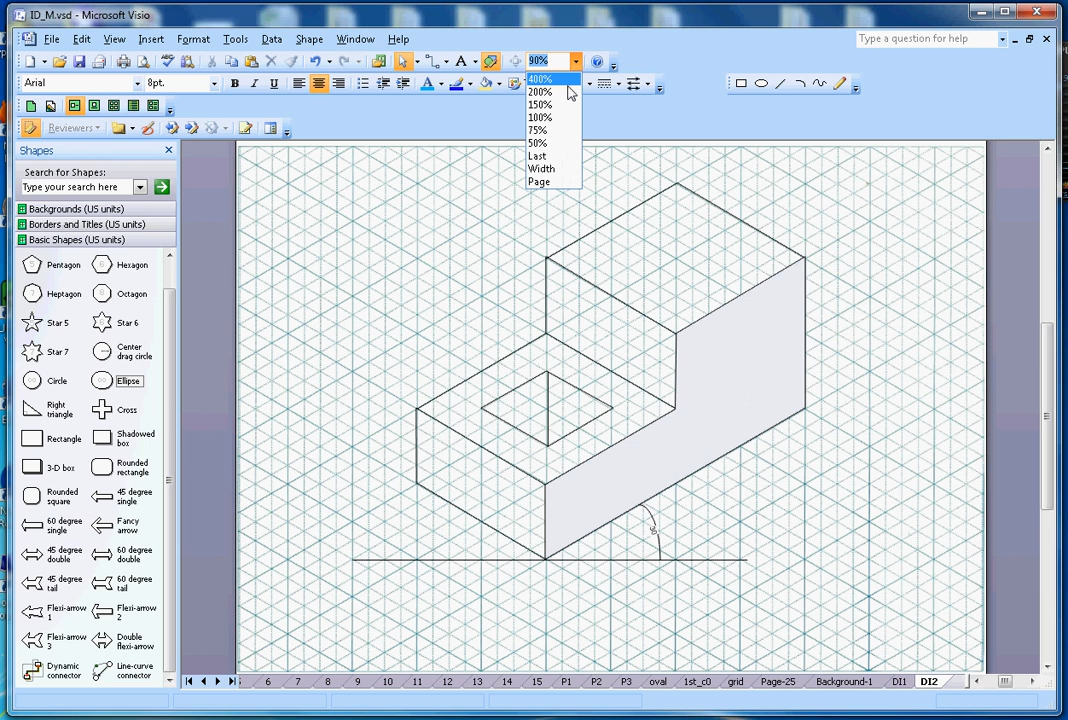 ID_M.vsd - Microsoft Visio
File Edit View Insert Format Tools Data Shape Window Help
Type a question for help
90%
Arial 8pt. B I U
400%
200%
150%
100%
75%
50%
Last
Width
Page
Reviewers
Shapes
Search for Shapes:
Type your search here
Backgrounds (US units)
Borders and Titles (US units)
Basic Shapes (US units)
Pentagon Hexagon
Heptagon Octagon
Star 5 Star 6
Star 7 Center drag circle
Circle Ellipse
Right triangle Cross
Rectangle Shadowed box
3-D box Rounded rectangle
Rounded square 45 degree single
60 degree single Fancy arrow
45 degree double 60 degree double
45 degree tail 60 degree tail
Flexi-arrow 1 Flexi-arrow 2
Flexi-arrow 3 Double flexi-arrow
Dynamic connector Line-curve connector
6 7 8 9 10 11 12 13 14 15 P1 P2 P3 oval 1st_c0 grid Page-25 Background-1 DI1 DI2